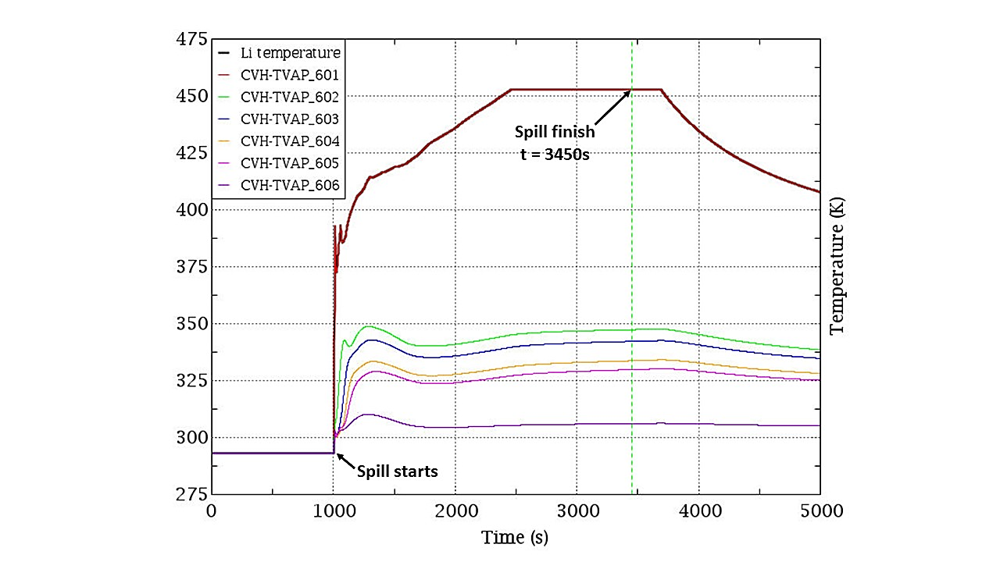 475
450
425
400
375
350
325
300
275
Li temperature
CVH-TVAP_601
CVH-TVAP_602
CVH-TVAP_603
CVH-TVAP_604
CVH-TVAP_605
CVH-TVAP_606
Spill finish
t = 3450s
Spill starts
Temperature (K)
0 1000 2000 3000 4000 5000
Time (s)